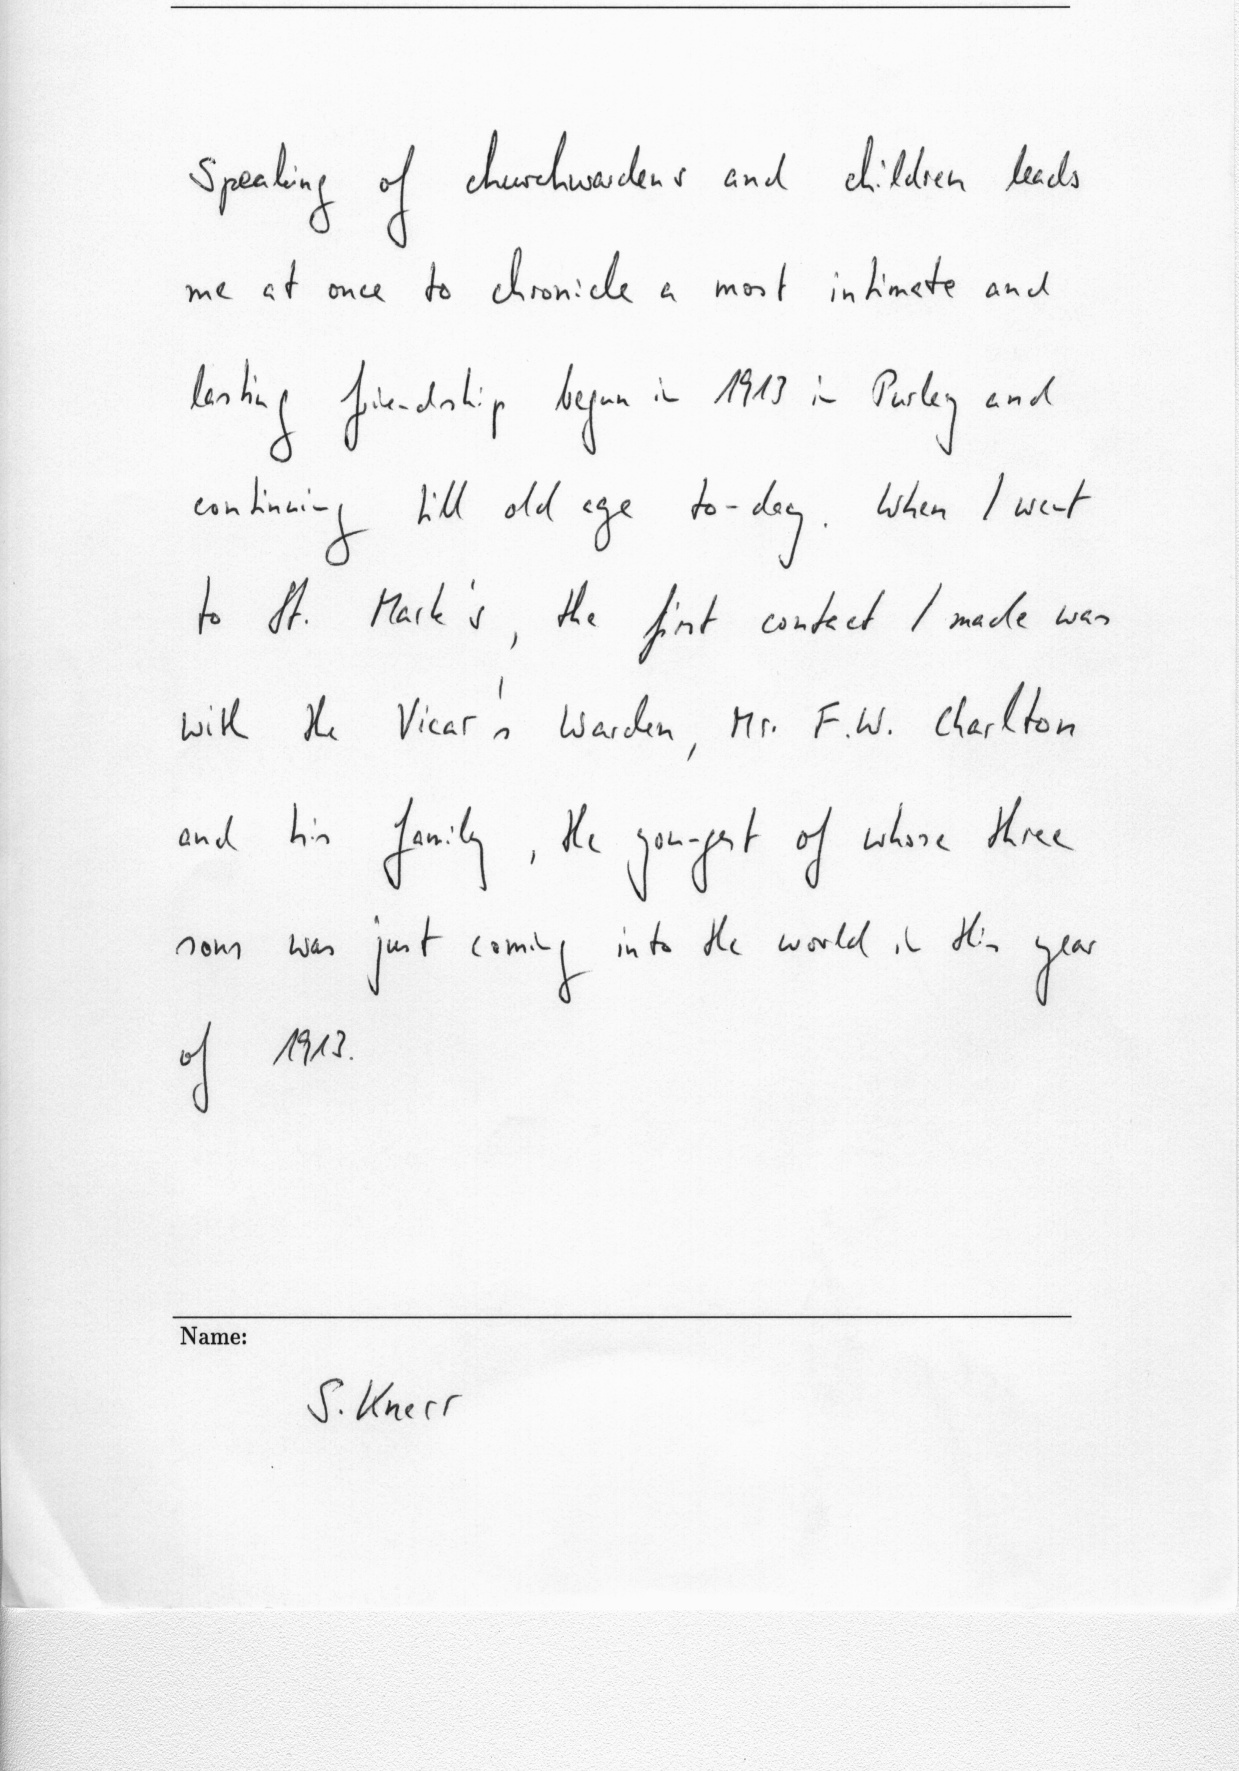 Speaking of churchwardens and children leads
me at once to chronicle a most intimate and
lasting friendship begun in 1913 in Purley and
continuing till old age to-day. When I went
to St. Mark's, the first contact I made was
with the Vicar's Warden, Mr. F.W. Charlton
and his family, the youngest of whose three
sons was just coming into the world in this year
of 1913.
Name:
S. Knerr